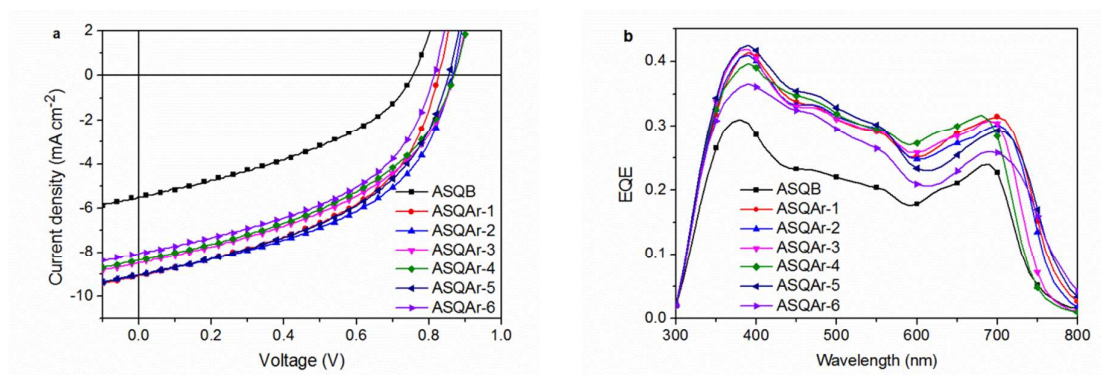 a
Current density (mA cm-2)
2
0
-2
-4
-6
-8
-10
ASQB
ASQAr-1
ASQAr-2
ASQAr-3
ASQAr-4
ASQAr-5
ASQAr-6
0.0 0.2 0.4 0.6 0.8 1.0
Voltage (V)
b
EQE
0.4
0.3
0.2
0.1
0.0
ASQB
ASQAr-1
ASQAr-2
ASQAr-3
ASQAr-4
ASQAr-5
ASQAr-6
300 400 500 600 700 800
Wavelength (nm)